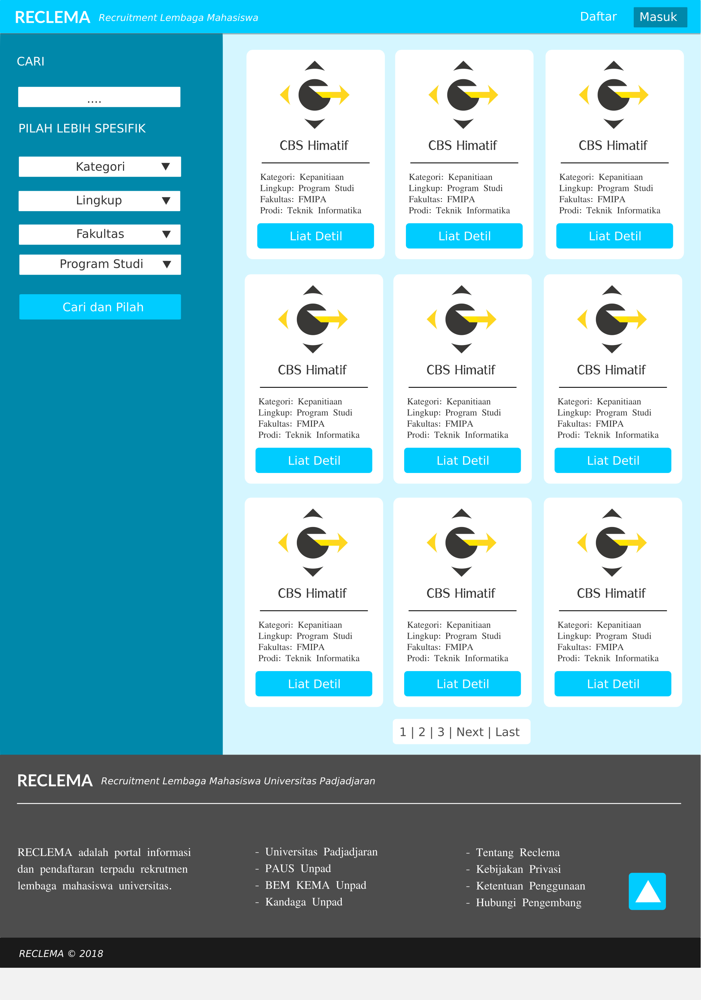 RECLEMA Recruitment Lembaga Mahasiswa
Daftar
Masuk
CARI
....
PILAH LEBIH SPESIFIK
Kategori
Lingkup
Fakultas
Program Studi
Cari dan Pilah
CBS Himatif
Kategori: Kepanitiaan
Lingkup: Program Studi
Fakultas: FMIPA
Prodi: Teknik Informatika
Liat Detil
CBS Himatif
Kategori: Kepanitiaan
Lingkup: Program Studi
Fakultas: FMIPA
Prodi: Teknik Informatika
Liat Detil
CBS Himatif
Kategori: Kepanitiaan
Lingkup: Program Studi
Fakultas: FMIPA
Prodi: Teknik Informatika
Liat Detil
CBS Himatif
Kategori: Kepanitiaan
Lingkup: Program Studi
Fakultas: FMIPA
Prodi: Teknik Informatika
Liat Detil
CBS Himatif
Kategori: Kepanitiaan
Lingkup: Program Studi
Fakultas: FMIPA
Prodi: Teknik Informatika
Liat Detil
CBS Himatif
Kategori: Kepanitiaan
Lingkup: Program Studi
Fakultas: FMIPA
Prodi: Teknik Informatika
Liat Detil
CBS Himatif
Kategori: Kepanitiaan
Lingkup: Program Studi
Fakultas: FMIPA
Prodi: Teknik Informatika
Liat Detil
CBS Himatif
Kategori: Kepanitiaan
Lingkup: Program Studi
Fakultas: FMIPA
Prodi: Teknik Informatika
Liat Detil
CBS Himatif
Kategori: Kepanitiaan
Lingkup: Program Studi
Fakultas: FMIPA
Prodi: Teknik Informatika
Liat Detil
1 | 2 | 3 | Next | Last
RECLEMA Recruitment Lembaga Mahasiswa Universitas Padjadjaran
RECLEMA adalah portal informasi
dan pendaftaran terpadu rekrutmen
lembaga mahasiswa universitas.
- Universitas Padjadjaran
- PAUS Unpad
- BEM KEMA Unpad
- Kandaga Unpad
- Tentang Reclema
- Kebijakan Privasi
- Ketentuan Penggunaan
- Hubungi Pengembang
RECLEMA © 2018